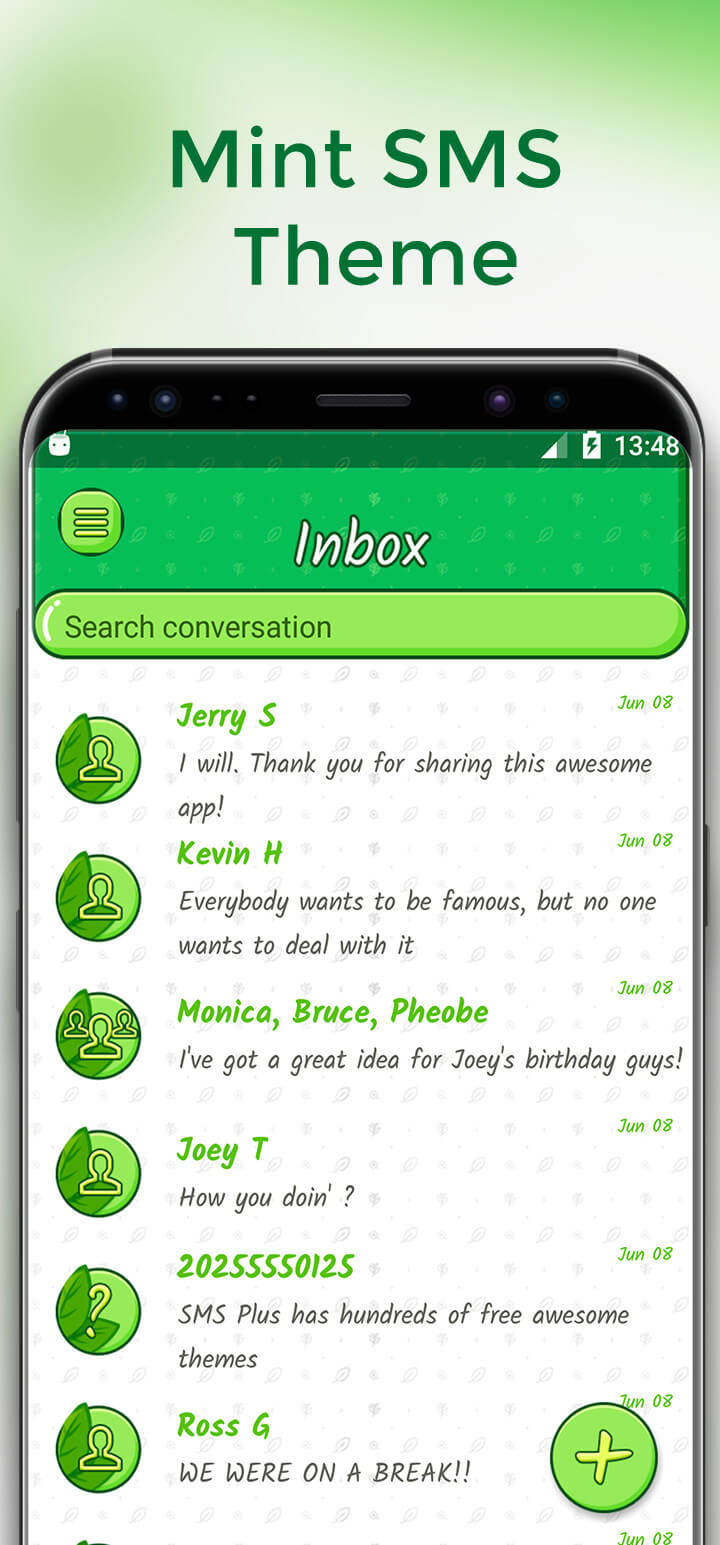 Mint SMS
Theme
13:48
Inbox
Search conversation
Jerry S
Jun 08
I will. Thank you for sharing this awesome
app!
Kevin H
Jun 08
Everybody wants to be famous, but no one
wants to deal with it
Monica, Bruce, Pheobe
Jun 08
I've got a great idea for Joey's birthday guys!
Joey T
Jun 08
How you doin' ?
20255550125
Jun 08
SMS Plus has hundreds of free awesome
themes
Ross G
Jun 08
WE WERE ON A BREAK!!
Jun 08